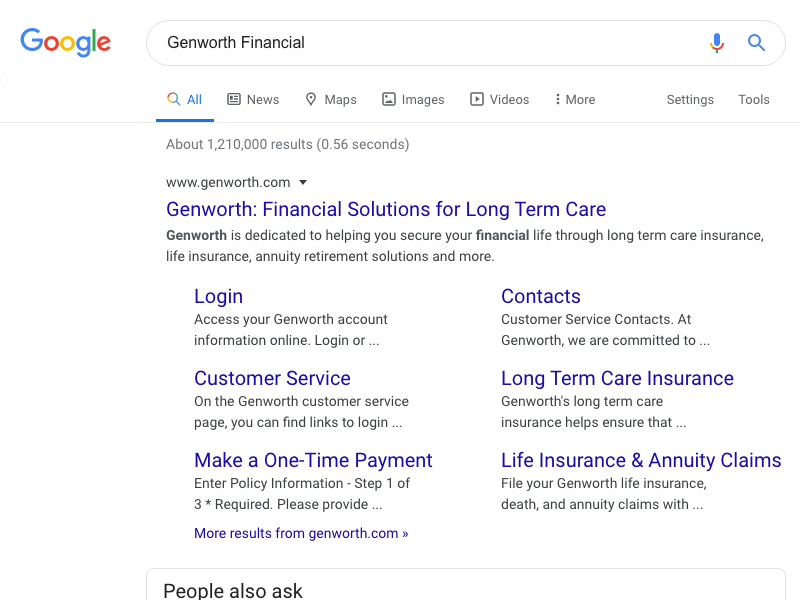 Google
Genworth Financial
All News Maps Images Videos More Settings Tools
About 1,210,000 results (0.56 seconds)
www.genworth.com
Genworth: Financial Solutions for Long Term Care
Genworth is dedicated to helping you secure your financial life through long term care insurance,
life insurance, annuity retirement solutions and more.
Login
Access your Genworth account
information online. Login or ...
Contacts
Customer Service Contacts. At
Genworth, we are committed to ...
Customer Service
On the Genworth customer service
page, you can find links to login ...
Long Term Care Insurance
Genworth's long term care
insurance helps ensure that ...
Make a One-Time Payment
Enter Policy Information - Step 1 of
3 * Required. Please provide ...
Life Insurance & Annuity Claims
File your Genworth life insurance,
death, and annuity claims with ...
More results from genworth.com »
People also ask